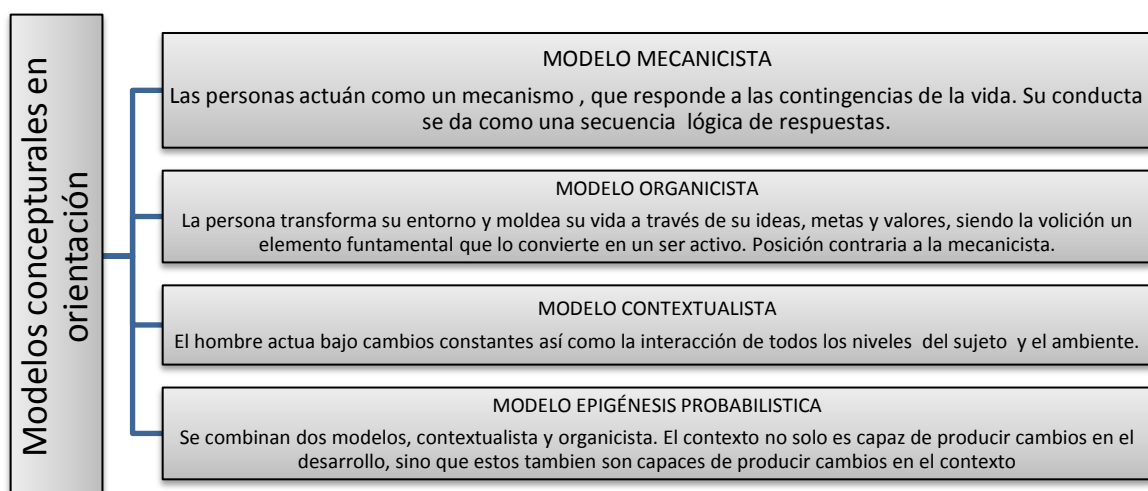 Modelos concepturales en
orientación
MODELO MECANICISTA
Las personas actuán como un mecanismo , que responde a las contingencias de la vida. Su conducta
se da como una secuencia lógica de respuestas.
MODELO ORGANICISTA
La persona transforma su entorno y moldea su vida a través de su ideas, metas y valores, siendo la volición un
elemento funtamental que lo convierte en un ser activo. Posición contraria a la mecanicista.
MODELO CONTEXTUALISTA
El hombre actua bajo cambios constantes así como la interacción de todos los niveles del sujeto y el ambiente.
MODELO EPIGÉNESIS PROBABILISTICA
Se combinan dos modelos, contextualista y organicista. El contexto no solo es capaz de producir cambios en el
desarrollo, sino que estos tambien son capaces de producir cambios en el contexto